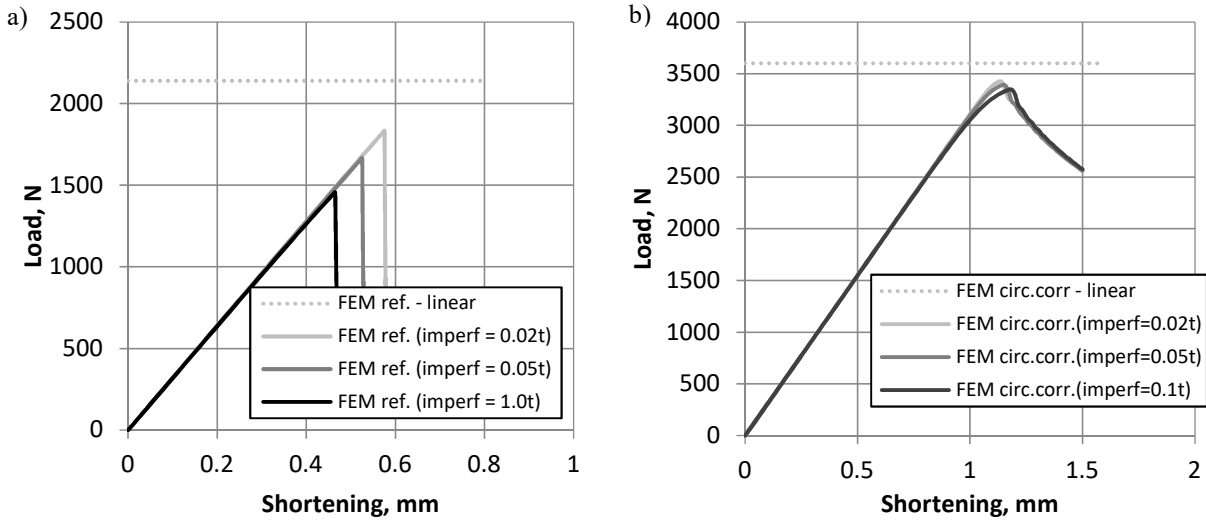 a)
2500
2000
1500
1000
500
0
Load, N
FEM ref. - linear
FEM ref. (imperf = 0.02t)
FEM ref. (imperf = 0.05t)
FEM ref. (imperf = 1.0t)
0 0.2 0.4 0.6 0.8 1
Shortening, mm
b)
4000
3500
3000
2500
2000
1500
1000
500
0
Load, N
FEM circ.corr - linear
FEM circ.corr.(imperf=0.02t)
FEM circ.corr.(imperf=0.05t)
FEM circ.corr.(imperf=0.1t)
0 0.5 1 1.5 2
Shortening, mm